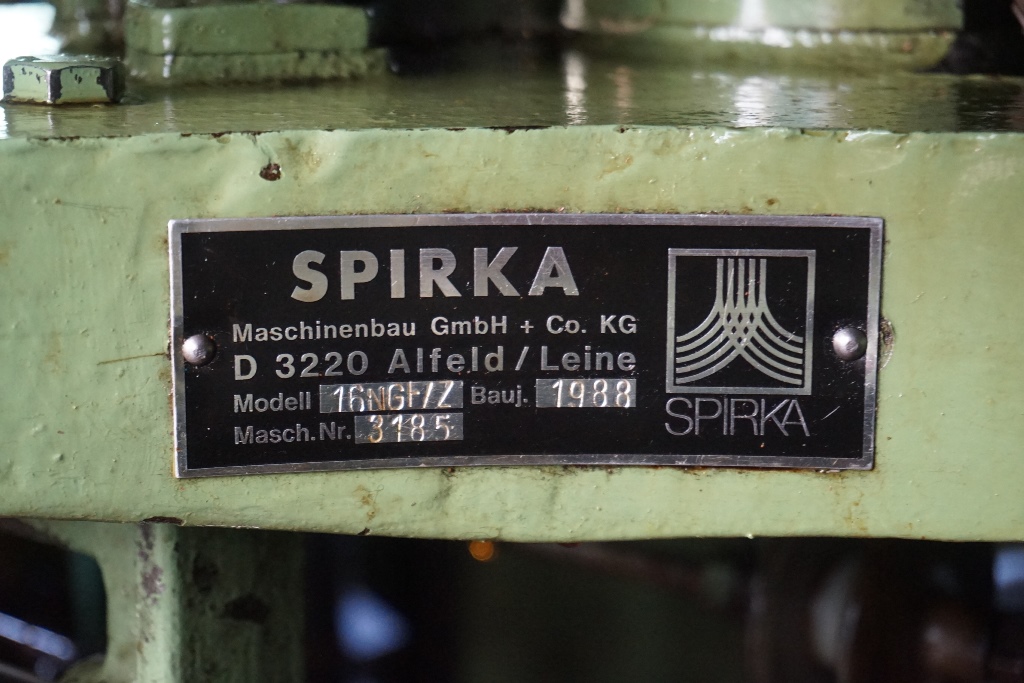 SPIRKA
Maschinenbau GmbH + Co. KG
D 3220 Alfeld/Leine
Modell 16NGF/Z Bauj. 1988
Masch.Nr. 3185
SPIRKA